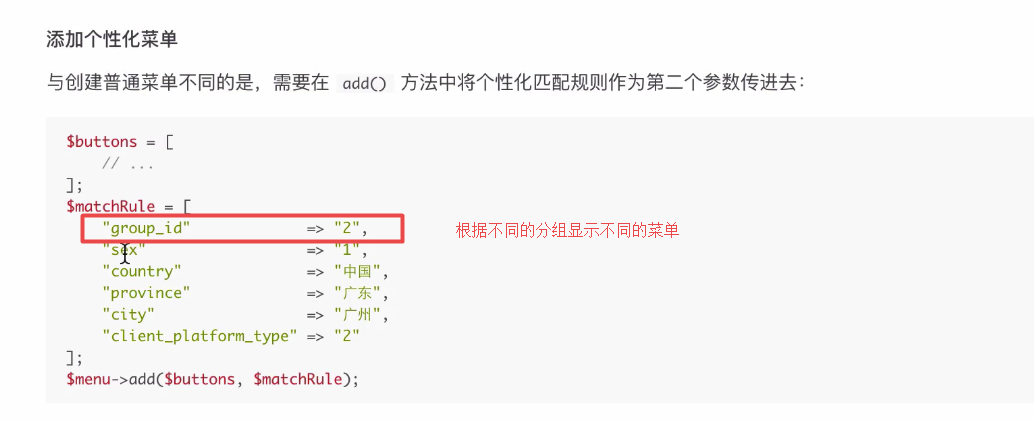 添加个性化菜单
与创建普通菜单不同的是，需要在 add() 方法中将个性化匹配规则作为第二个参数传进去：
$buttons = [
// ...
];
$matchRule = [
"group_id" => "2", 根据不同的分组显示不同的菜单
"sex" => "1",
"country" => "中国",
"province" => "广东",
"city" => "广州",
"client_platform_type" => "2"
];
$menu->add($buttons, $matchRule);